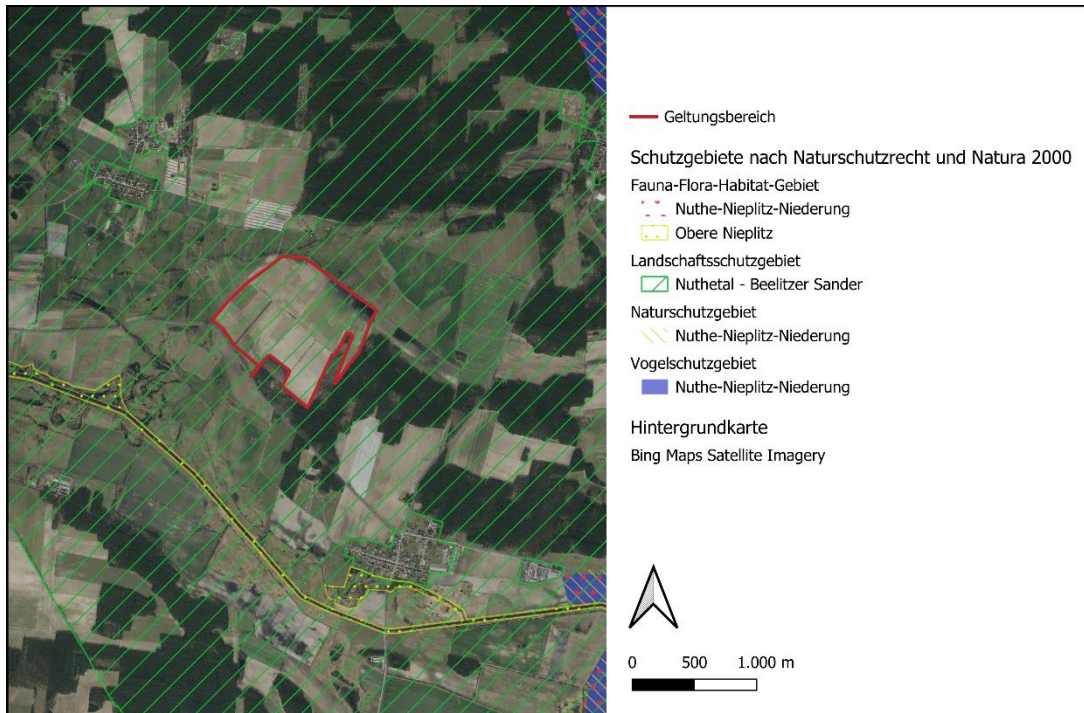 Geltungsbereich
Schutzgebiete nach Naturschutzrecht und Natura 2000
Fauna-Flora-Habitat-Gebiet
Nuthe-Nieplitz-Niederung
Obere Nieplitz
Landschaftsschutzgebiet
Nuthetal - Beelitzer Sander
Naturschutzgebiet
Nuthe-Nieplitz-Niederung
Vogelschutzgebiet
Nuthe-Nieplitz-Niederung
Hintergrundkarte
Bing Maps Satellite Imagery
0 500 1.000 m